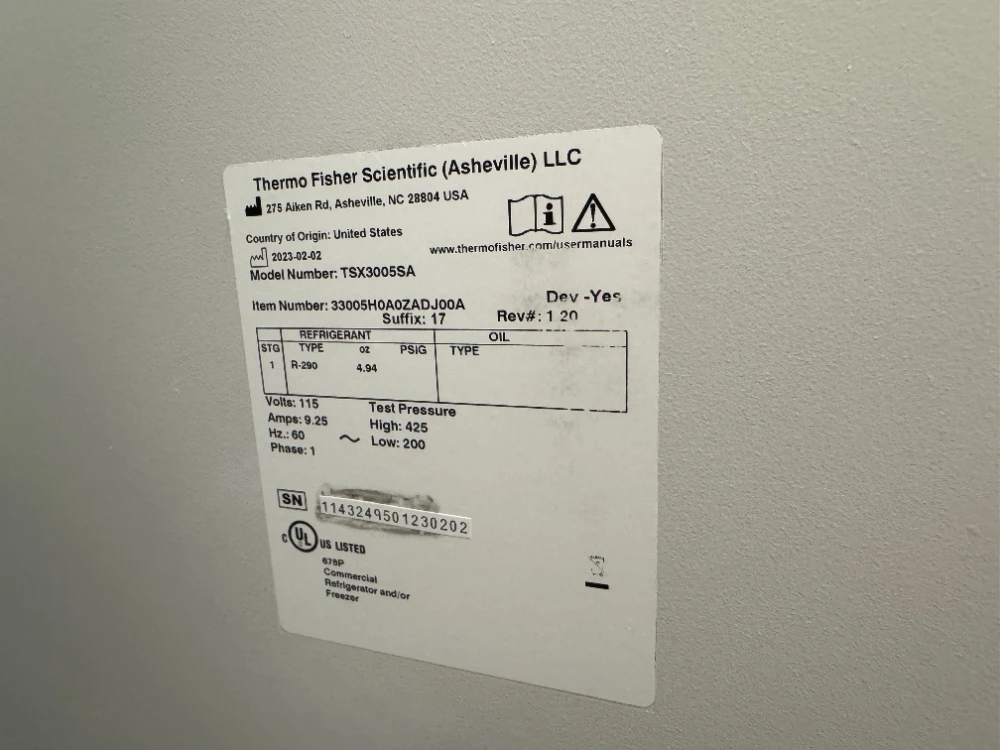 Thermo Fisher Scientific (Asheville) LLC
275 Aiken Rd, Asheville, NC 28804 USA
Country of Origin: United States
2023-02-02
www.thermofisher.com/usermanuals
Model Number: TSX3005SA
Item Number: 33005H0A0ZADJ00A
Dev -Yes
Suffix: 17
Rev#: 1 20
REFRIGERANT OIL
STG TYPE oz PSIG TYPE
1 R-290 4.94
Volts: 115
Amps: 9.25
Hz.: 60
Phase: 1
Test Pressure
High: 425
Low: 200
SN
1143249501230202
C UL US LISTED
678P
Commercial
Refrigerator and/or
Freezer